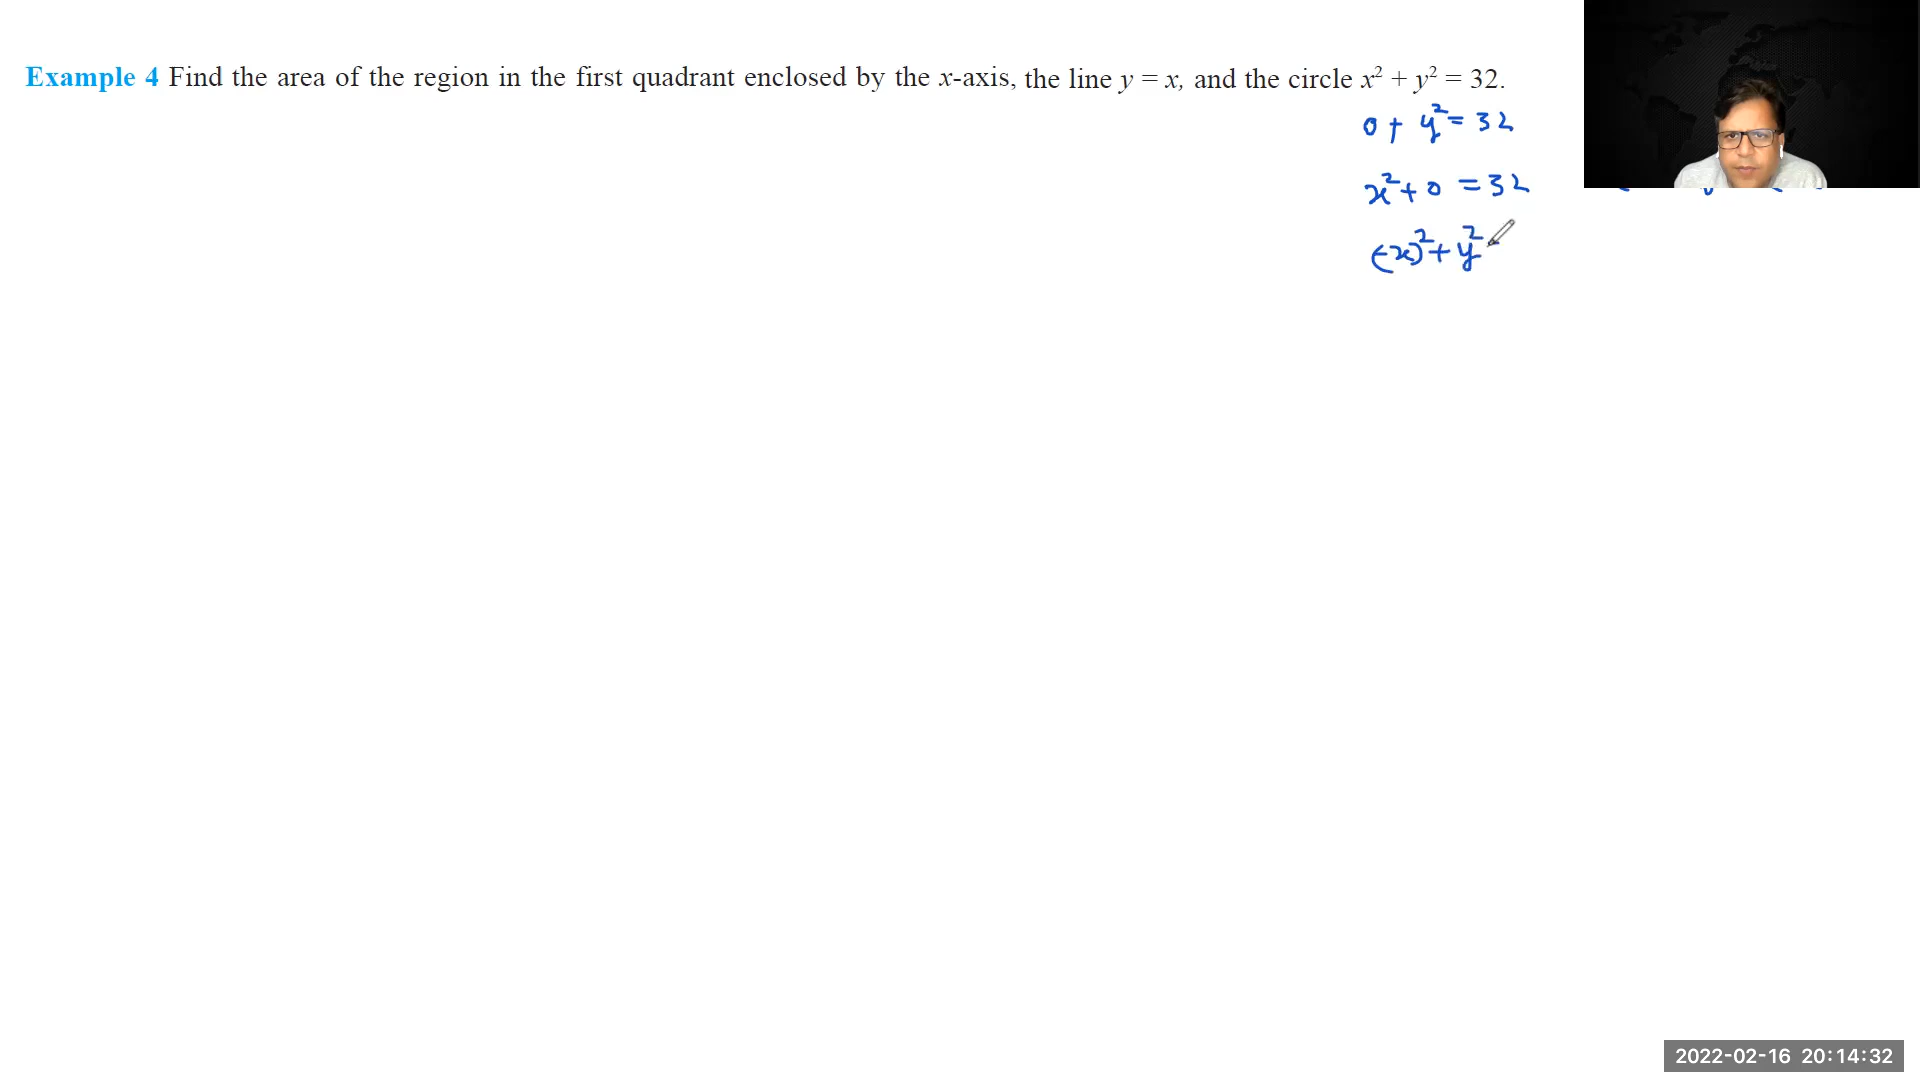 Example 4 Find the area of the region in the first quadrant enclosed by the x-axis, the line y = x, and the circle x² + y² = 32.
0 + y² = 32
x² + 0 = 32
(-x)² + y²
2022-02-16 20:14:32